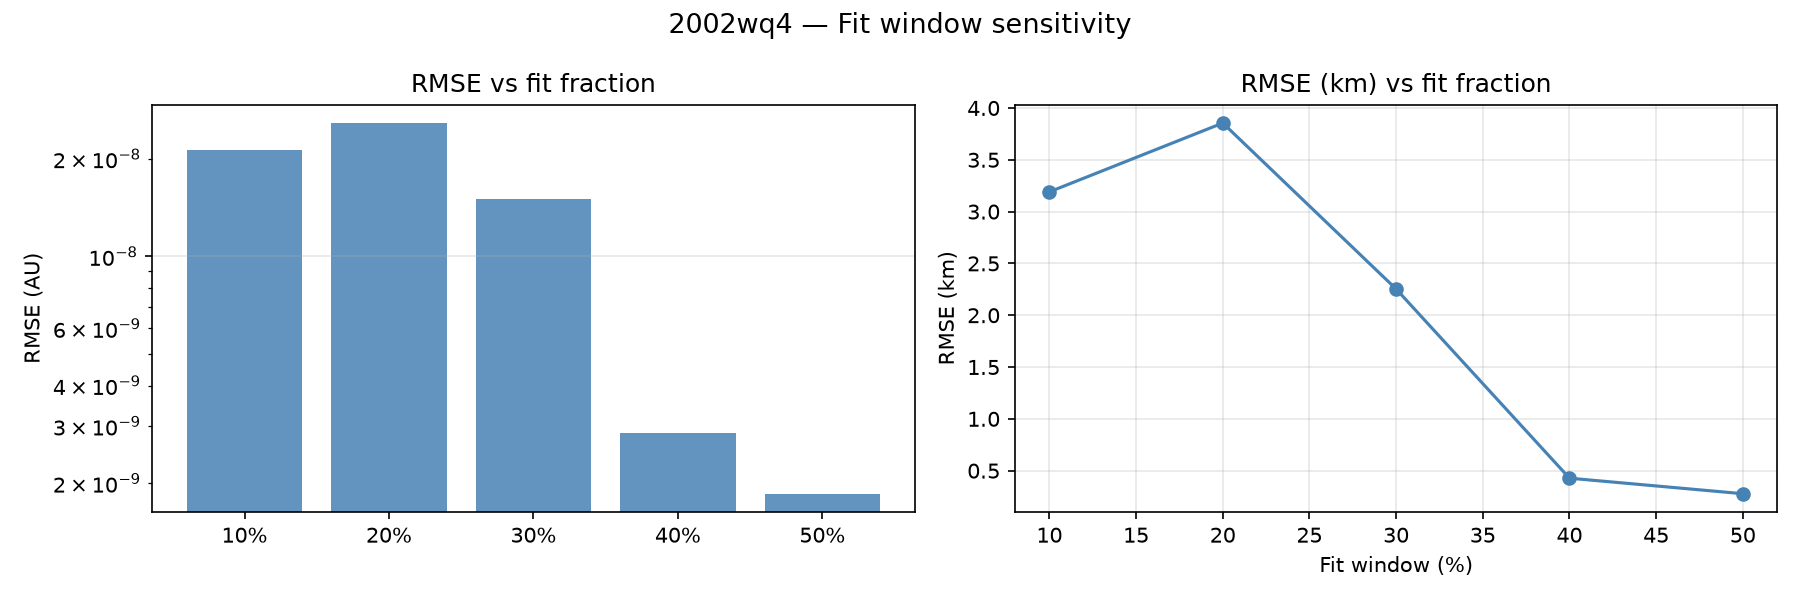 2002wq4 — Fit window sensitivity
RMSE vs fit fraction
RMSE (AU)
2 × 10⁻⁸
10⁻⁸
6 × 10⁻⁹
4 × 10⁻⁹
3 × 10⁻⁹
2 × 10⁻⁹
10% 20% 30% 40% 50%
RMSE (km) vs fit fraction
RMSE (km)
4.0
3.5
3.0
2.5
2.0
1.5
1.0
0.5
10 15 20 25 30 35 40 45 50
Fit window (%)